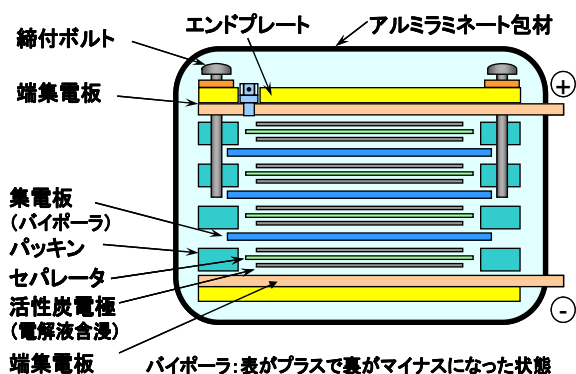 エンドプレート
アルミラミネート包材
締付ボルト
端集電板
+
集電板
(バイポーラ)
パッキン
セパレータ
活性炭電極
(電解液含浸)
-
端集電板
バイポーラ:表がプラスで裏がマイナスになった状態